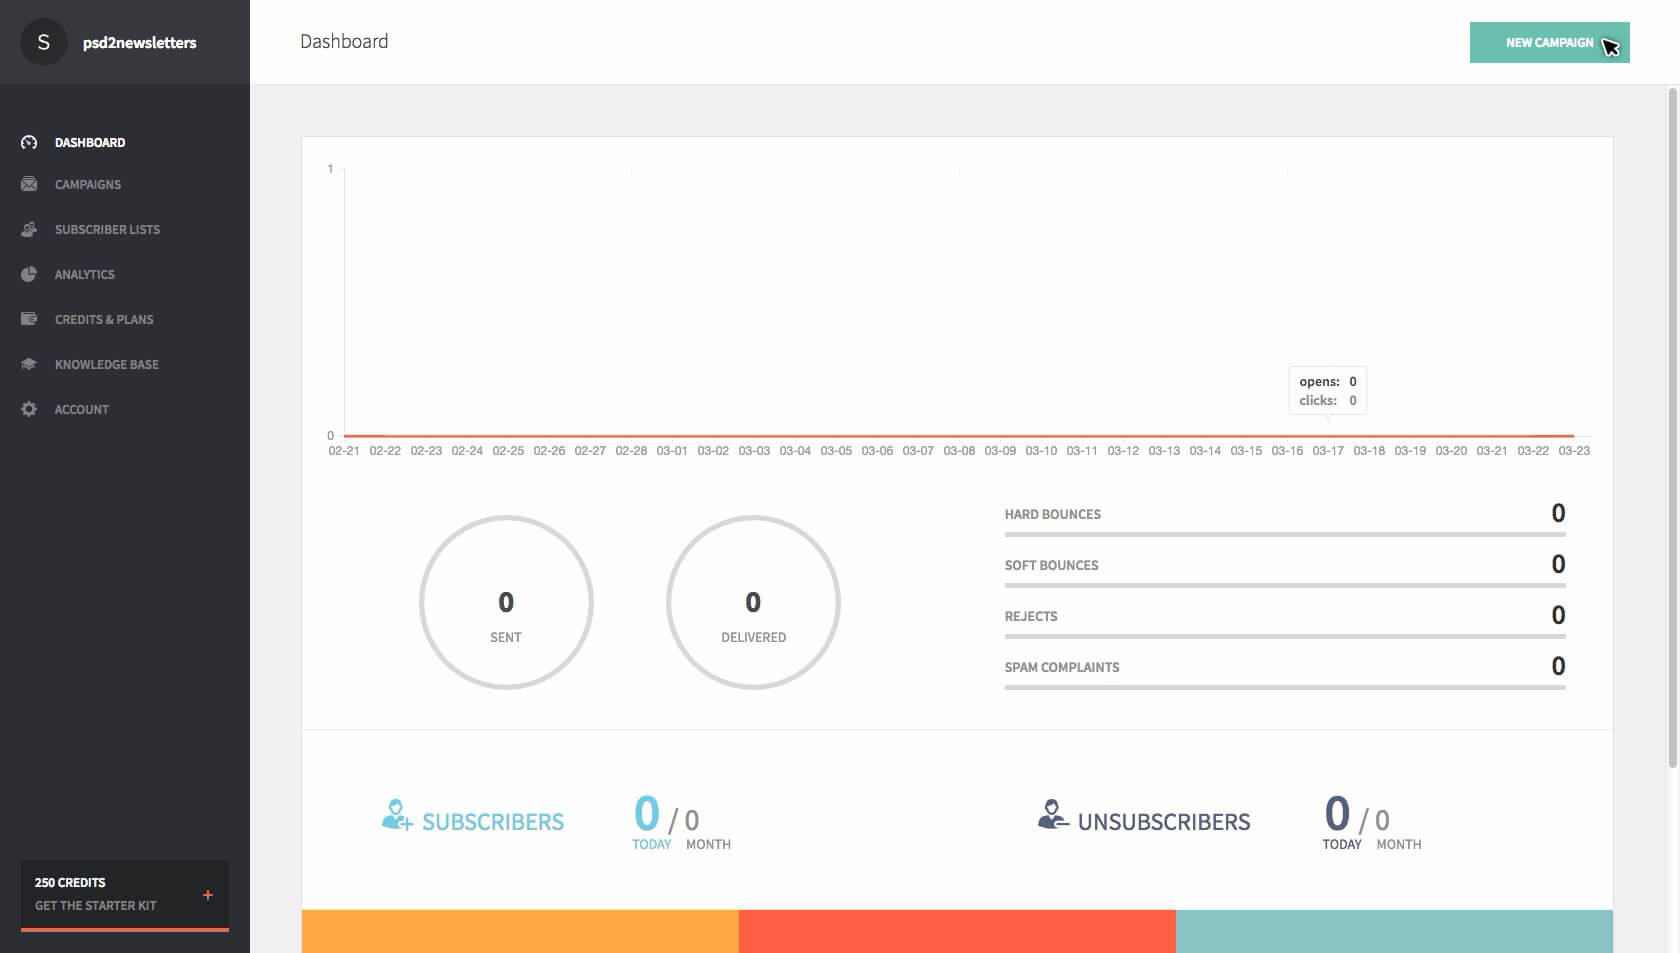 S
psd2newsletters
Dashboard
NEW CAMPAIGN
DASHBOARD
CAMPAIGNS
SUBSCRIBER LISTS
ANALYTICS
CREDITS & PLANS
KNOWLEDGE BASE
ACCOUNT
250 CREDITS
GET THE STARTER KIT
+
1
0
opens: 0
clicks: 0
02-21 02-22 02-23 02-24 02-25 02-26 02-27 02-28 03-01 03-02 03-03 03-04 03-05 03-06 03-07 03-08 03-09 03-10 03-11 03-12 03-13 03-14 03-15 03-16 03-17 03-18 03-19 03-20 03-21 03-22 03-23
0
SENT
0
DELIVERED
HARD BOUNCES 0
SOFT BOUNCES 0
REJECTS 0
SPAM COMPLAINTS 0
SUBSCRIBERS 0 / 0
TODAY MONTH
UNSUBSCRIBERS 0 / 0
TODAY MONTH